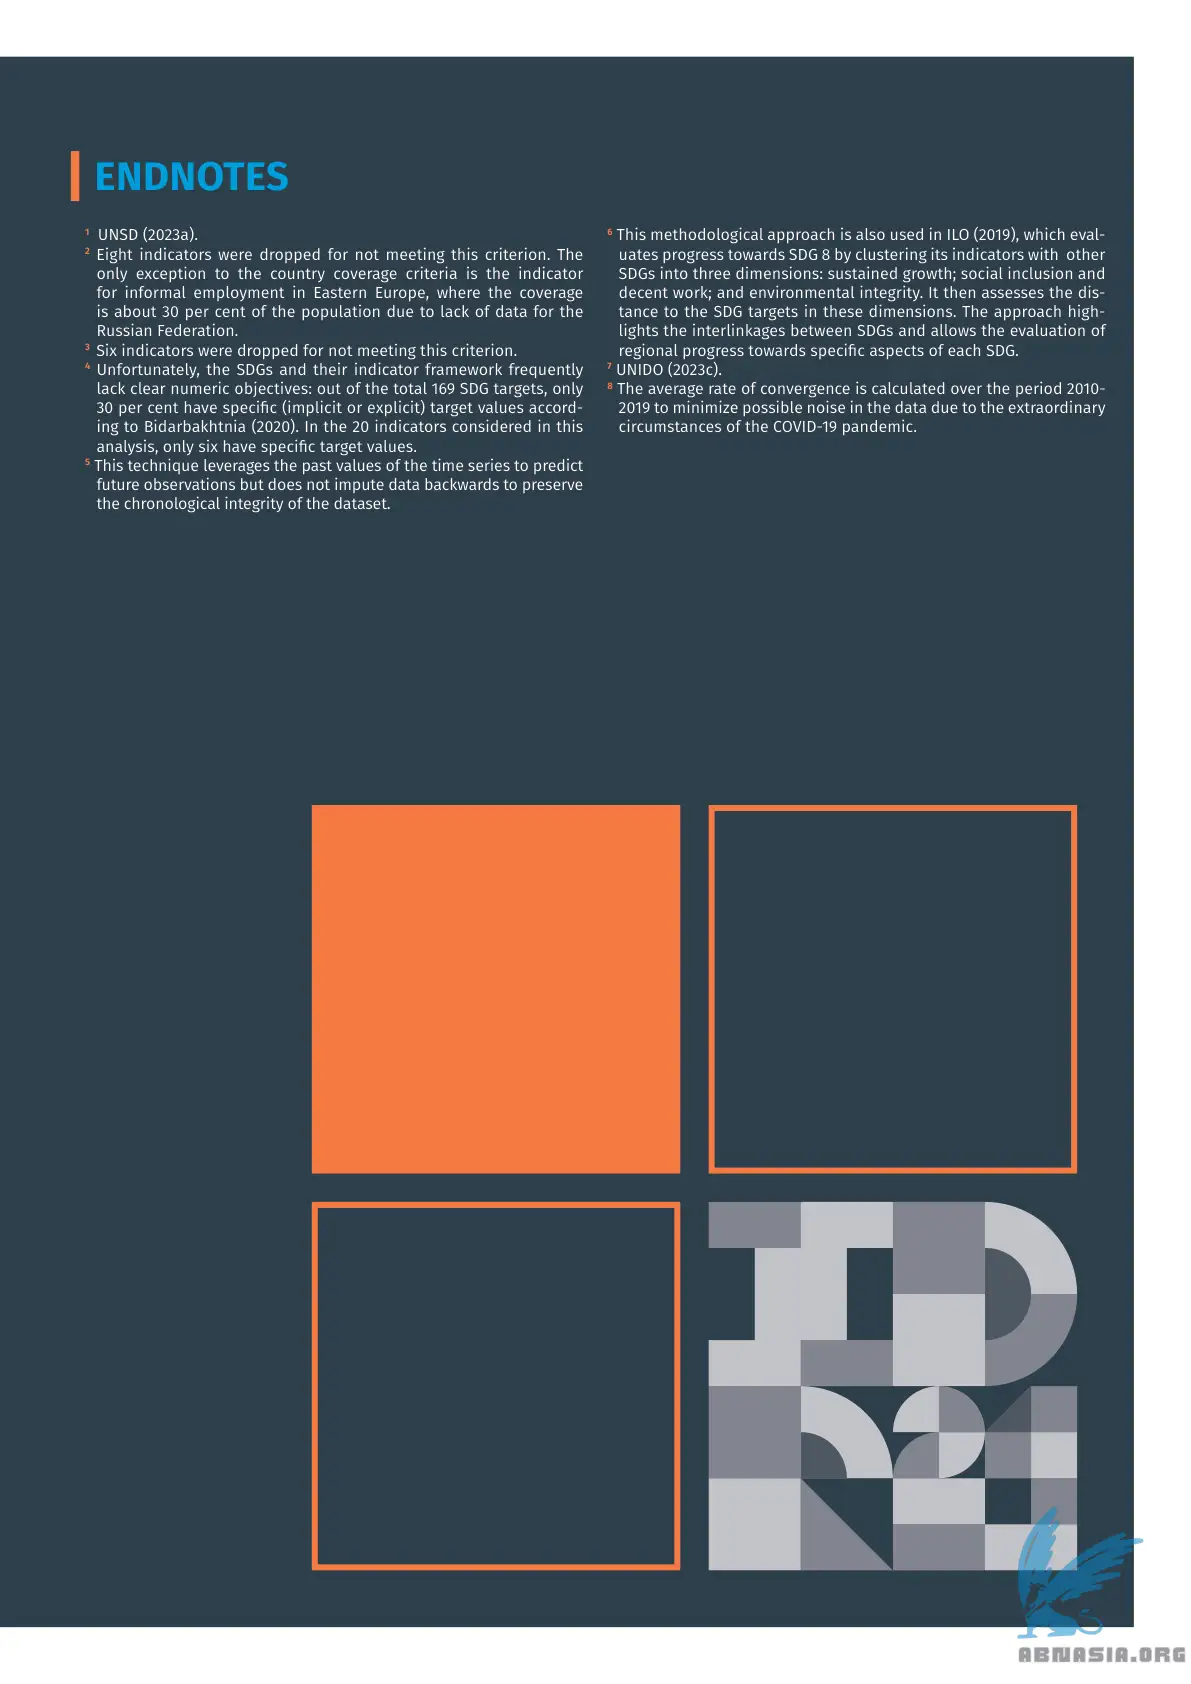 ENDNOTES
¹ UNSD (2023a).
² Eight indicators were dropped for not meeting this criterion. The
only exception to the country coverage criteria is the indicator
for informal employment in Eastern Europe, where the coverage
is about 30 per cent of the population due to lack of data for the
Russian Federation.
³ Six indicators were dropped for not meeting this criterion.
⁴ Unfortunately, the SDGs and their indicator framework frequently
lack clear numeric objectives: out of the total 169 SDG targets, only
30 per cent have specific (implicit or explicit) target values accord-
ing to Bidarbakhtnia (2020). In the 20 indicators considered in this
analysis, only six have specific target values.
⁵ This technique leverages the past values of the time series to predict
future observations but does not impute data backwards to preserve
the chronological integrity of the dataset.
⁶ This methodological approach is also used in ILO (2019), which eval-
uates progress towards SDG 8 by clustering its indicators with other
SDGs into three dimensions: sustained growth; social inclusion and
decent work; and environmental integrity. It then assesses the dis-
tance to the SDG targets in these dimensions. The approach high-
lights the interlinkages between SDGs and allows the evaluation of
regional progress towards specific aspects of each SDG.
⁷ UNIDO (2023c).
⁸ The average rate of convergence is calculated over the period 2010-
2019 to minimize possible noise in the data due to the extraordinary
circumstances of the COVID-19 pandemic.
ID
R24
ABNASIA.ORG